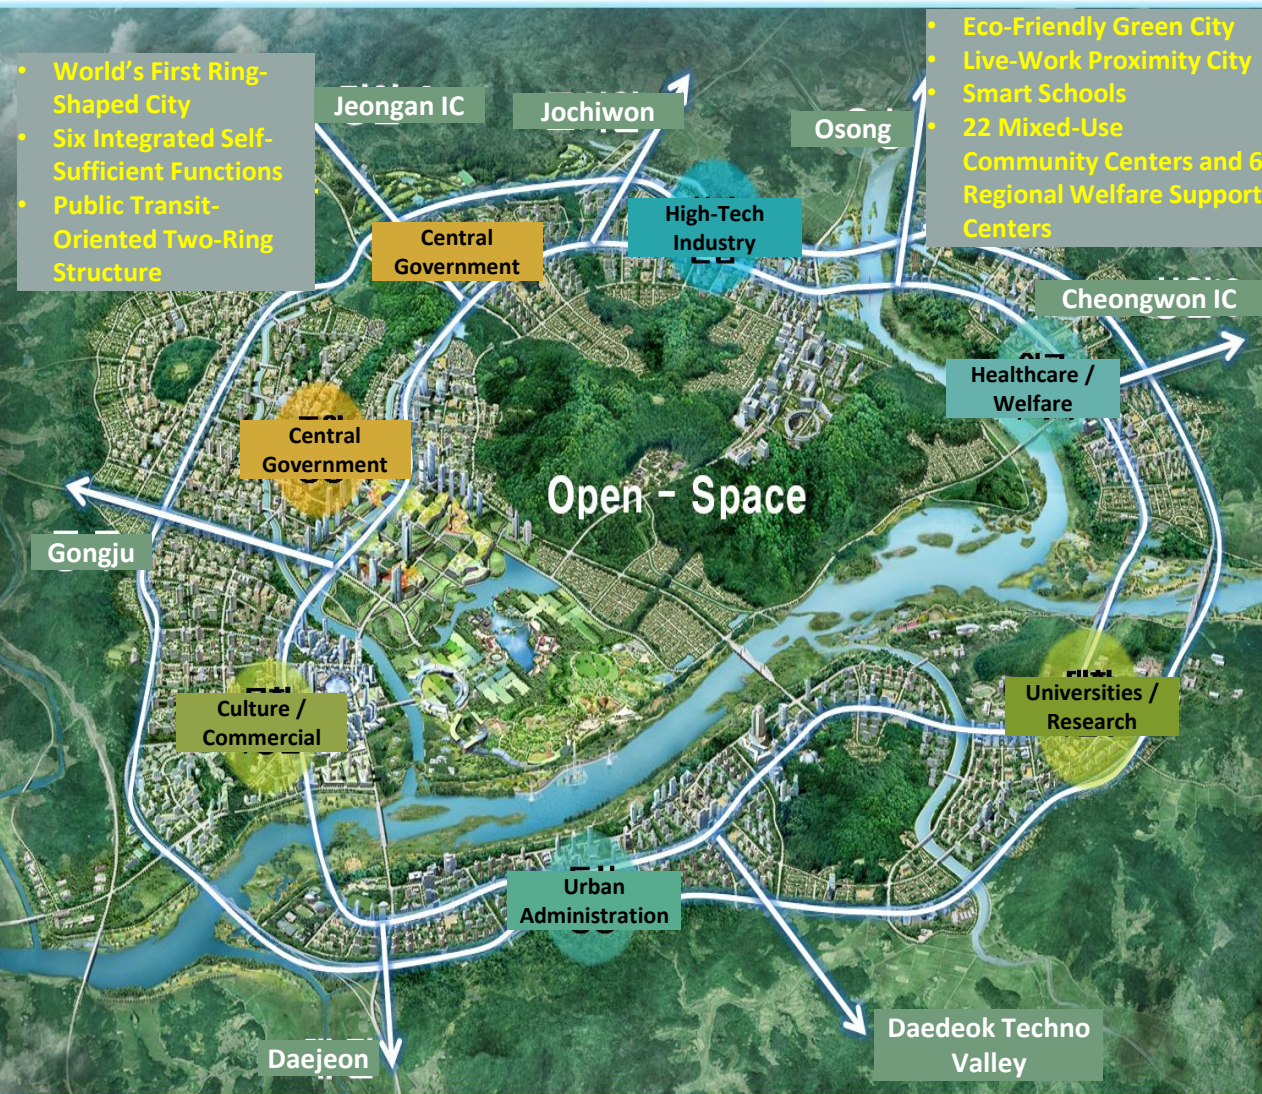 • World’s First Ring-
Shaped City
• Six Integrated Self-
Sufficient Functions
• Public Transit-
Oriented Two-Ring
Structure
• Eco-Friendly Green City
• Live-Work Proximity City
• Smart Schools
• 22 Mixed-Use
Community Centers and 6
Regional Welfare Support
Centers
Jeongan IC
Jochiwon
Osong
High-Tech
Industry
Central
Government
Cheongwon IC
Healthcare /
Welfare
Central
Government
Open - Space
Gongju
Universities /
Research
Culture /
Commercial
Urban
Administration
Daedeok Techno
Valley
Daejeon